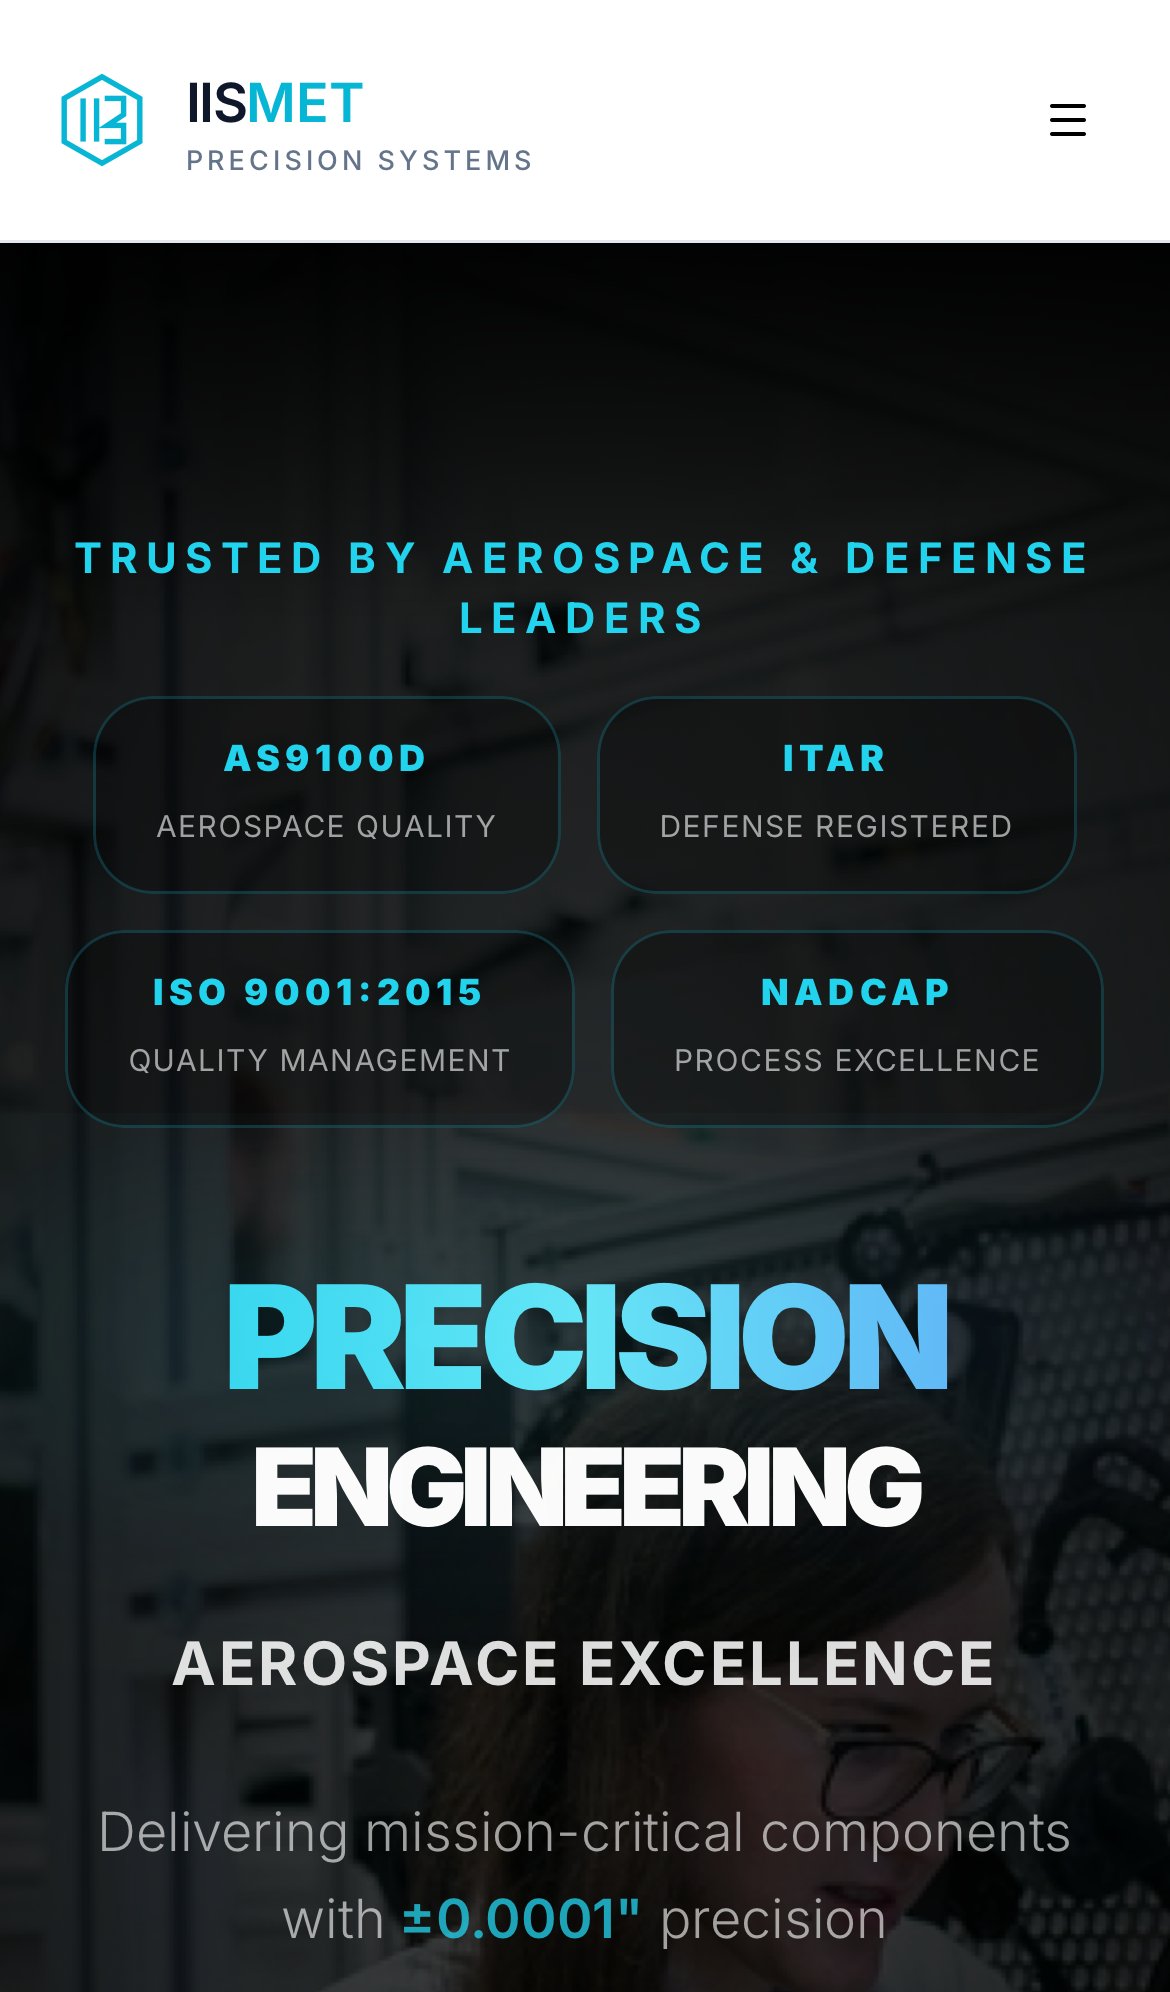 IISMET
PRECISION SYSTEMS
TRUSTED BY AEROSPACE & DEFENSE
LEADERS
AS9100D
AEROSPACE QUALITY
ITAR
DEFENSE REGISTERED
ISO 9001:2015
QUALITY MANAGEMENT
NADCAP
PROCESS EXCELLENCE
PRECISION
ENGINEERING
AEROSPACE EXCELLENCE
Delivering mission-critical components
with ±0.0001" precision